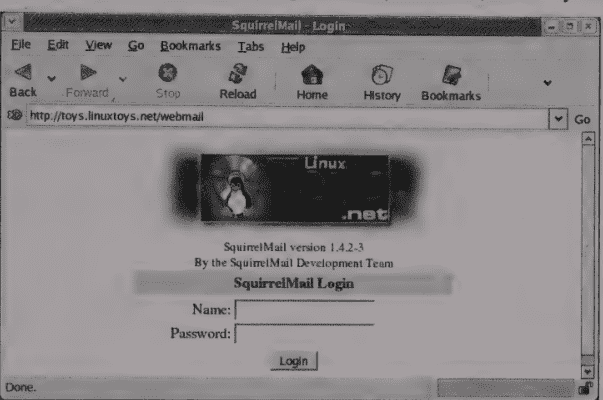 SquirrelMail - Login
File Edit View Go Bookmarks Tabs Help
Back Forward Stop Reload Home History Bookmarks
http://toys.linuxtoys.net/webmail Go
Linux
.net
SquirrelMail version 1.4.2-3
By the SquirrelMail Development Team
SquirrelMail Login
Name:
Password:
Login
Done.